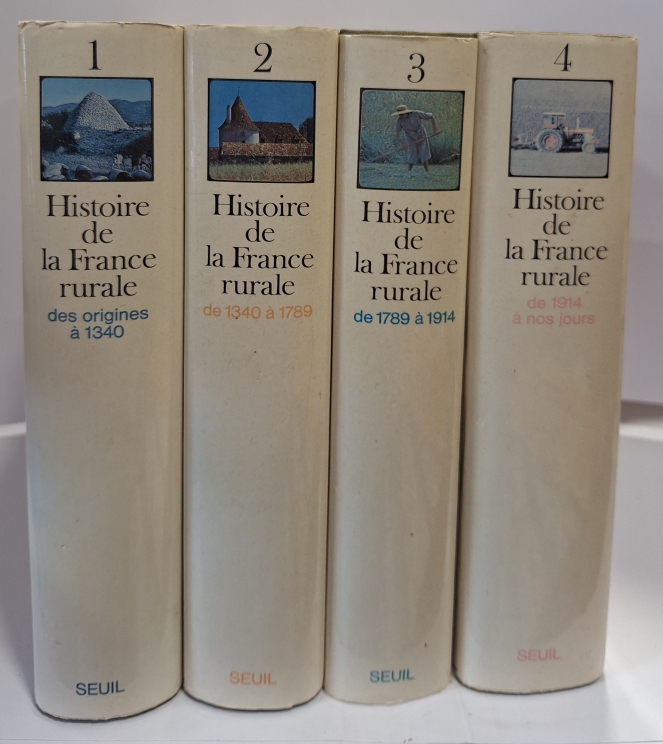 1
Histoire
de
la France
rurale
des origines
à 1340
SEUIL
2
Histoire
de
la France
rurale
de 1340 à 1789
SEUIL
3
Histoire
de
la France
rurale
de 1789 à 1914
SEUIL
4
Histoire
de
la France
rurale
de 1914
à nos jours
SEUIL